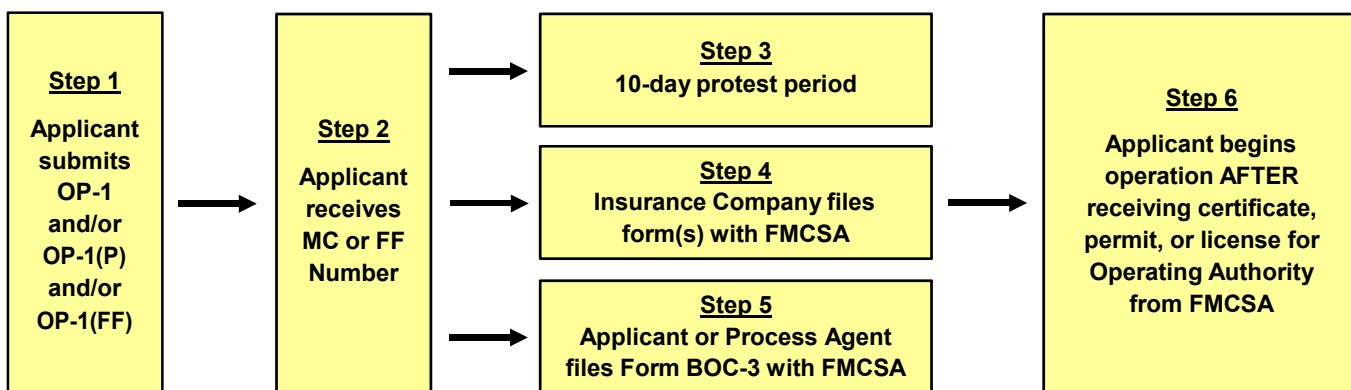 Step 1
Applicant
submits
OP-1
and/or
OP-1(P)
and/or
OP-1(FF)
Step 2
Applicant
receives
MC or FF
Number
Step 3
10-day protest period
Step 4
Insurance Company files
form(s) with FMCSA
Step 5
Applicant or Process Agent
files Form BOC-3 with FMCSA
Step 6
Applicant begins
operation AFTER
receiving certificate,
permit, or license for
Operating Authority
from FMCSA